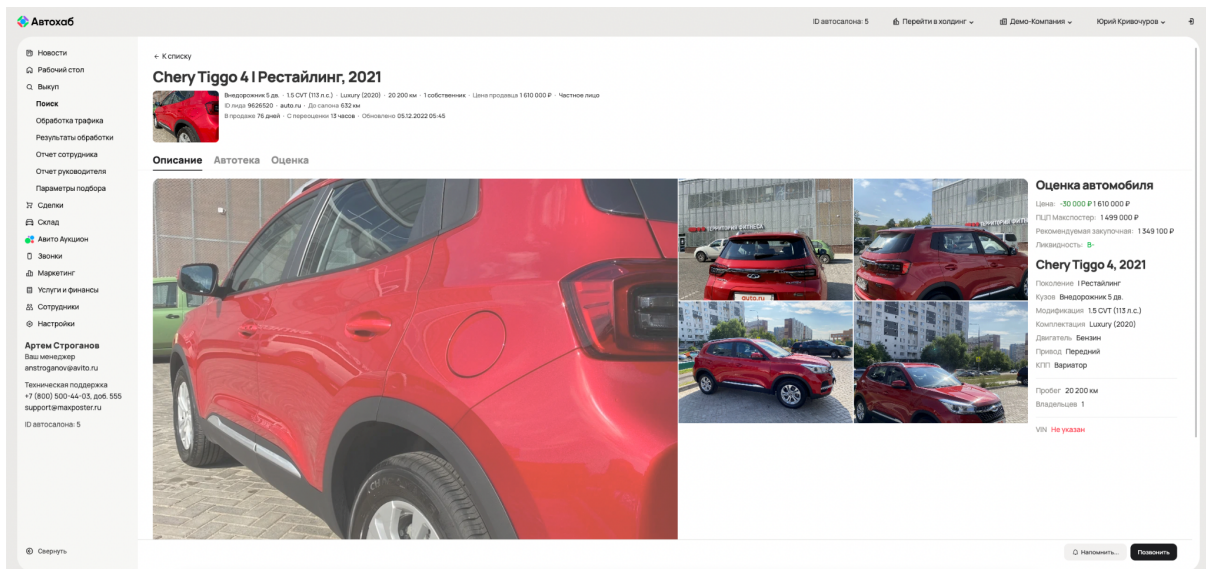 Автохаб
ID автосалона: 5
Перейти в холдинг
Демо-Компания
Юрий Кривочуров
Новости
Рабочий стол
Выкуп
Поиск
Обработка трафика
Результаты обработки
Отчет сотрудника
Отчет руководителя
Параметры подбора
Сделки
Склад
Авито Аукцион
Звонки
Маркетинг
Услуги и финансы
Сотрудники
Настройки
Артем Строганов
Ваш менеджер
anstroganov@avito.ru
Техническая поддержка
+7 (800) 500-44-03, доб. 555
support@maxposter.ru
ID автосалона: 5
Свернуть
← К списку
Chery Tiggo 4 I Рестайлинг, 2021
Внедорожник 5 дв. · 1.5 CVT (113 л.с.) · Luxury (2020) · 20 200 км · 1 собственник · Цена продавца 1 610 000 ₽ · Частное лицо
ID лида 9626520 · auto.ru · До салона 632 км
В продаже 76 дней · С переоценки 13 часов · Обновлено 05.12.2022 05:45
Описание Автотека Оценка
ТЕРРИТОРИЯ ФИТНЕСА
auto.ru
ТЕРРИТОРИЯ ФИТНЕСА
Оценка автомобиля
Цена: -30 000 ₽ 1 610 000 ₽
ПЦП Макспостер: 1 499 000 ₽
Рекомендуемая закупочная: 1 349 100 ₽
Ликвидность: B-
Chery Tiggo 4, 2021
Поколение I Рестайлинг
Кузов Внедорожник 5 дв.
Модификация 1.5 CVT (113 л.с.)
Комплектация Luxury (2020)
Двигатель Бензин
Привод Передний
КПП Вариатор
Пробег 20 200 км
Владельцев 1
VIN Не указан
Напомнить...
Позвонить